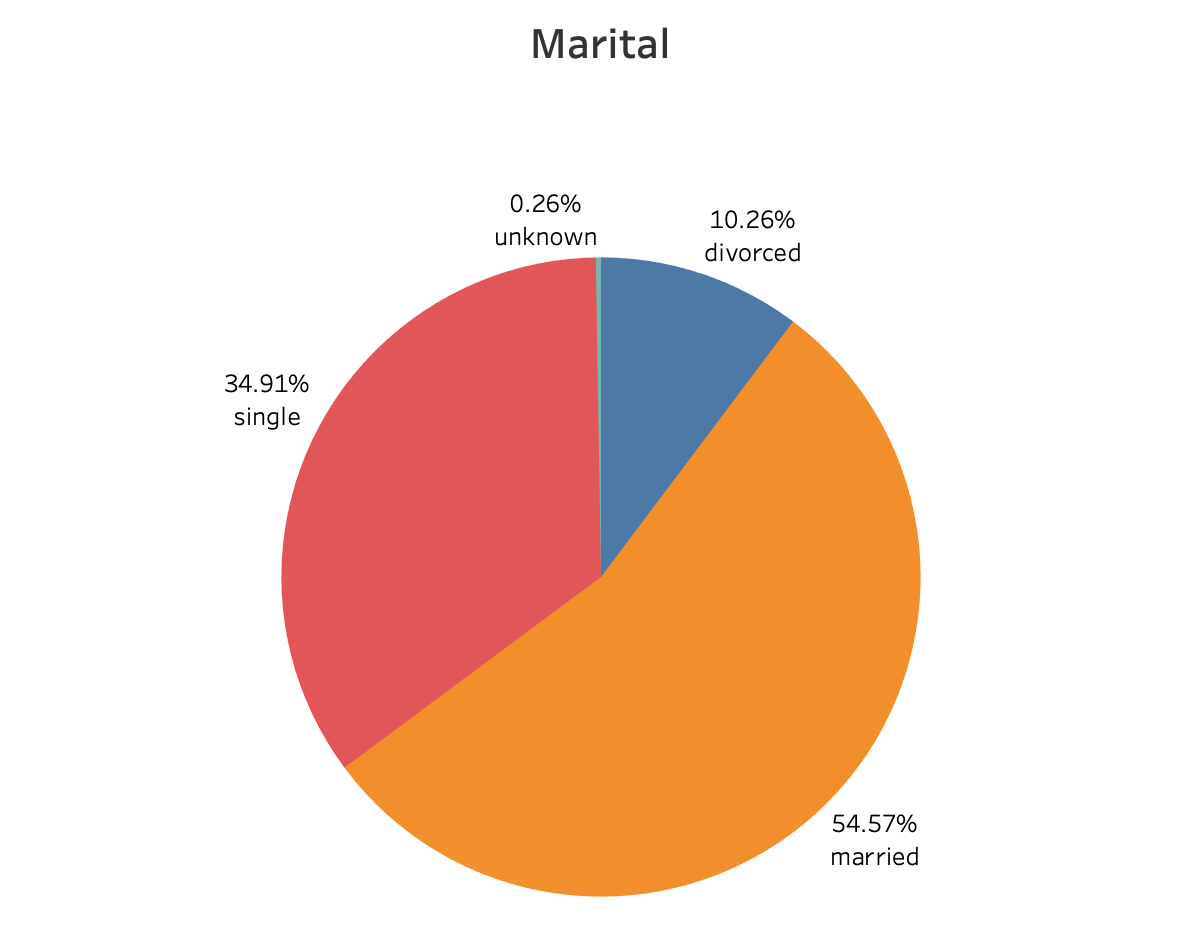 Marital
0.26%
unknown
10.26%
divorced
34.91%
single
54.57%
married